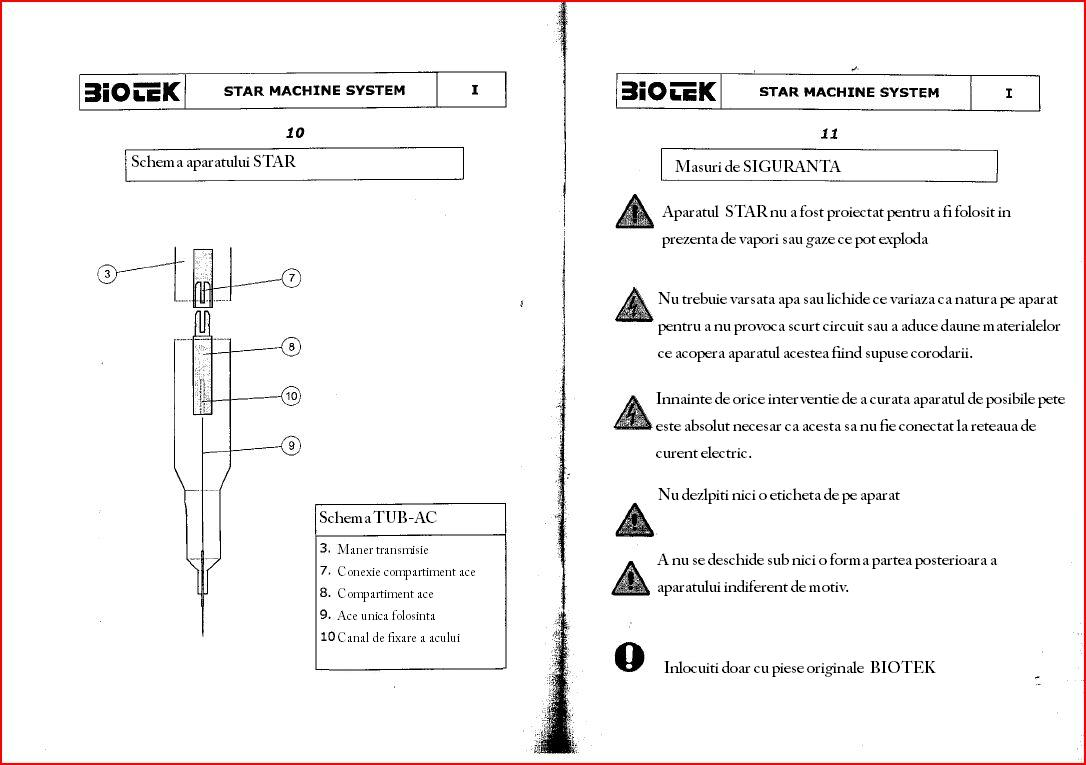 BIOTEK STAR MACHINE SYSTEM I
10
Schema aparatului STAR
3
7
8
10
9
Schema TUB-AC
3. Maner transmisie
7. Conexie compartiment ace
8. Compartiment ace
9. Ace unica folosinta
10 Canal de fixare a acului
BIOTEK STAR MACHINE SYSTEM I
11
Masuri de SIGURANTA
Aparatul STAR nu a fost proiectat pentru a fi folosit in
prezenta de vapori sau gaze ce pot exploda
Nu trebuie varsata apa sau lichide ce variaza ca natura pe aparat
pentru a nu provoca scurt circuit sau a aduce daune materialelor
ce acopera aparatul acestea fiind supuse corodarii.
Innainte de orice interventie de a curata aparatul de posibile pete
este absolut necesar ca acesta sa nu fie conectat la reteaua de
curent electric.
Nu dezlpiti nici o eticheta de pe aparat
A nu se deschide sub nici o forma partea posterioara a
aparatului indiferent de motiv.
Inlocuiti doar cu piese originale BIOTEK